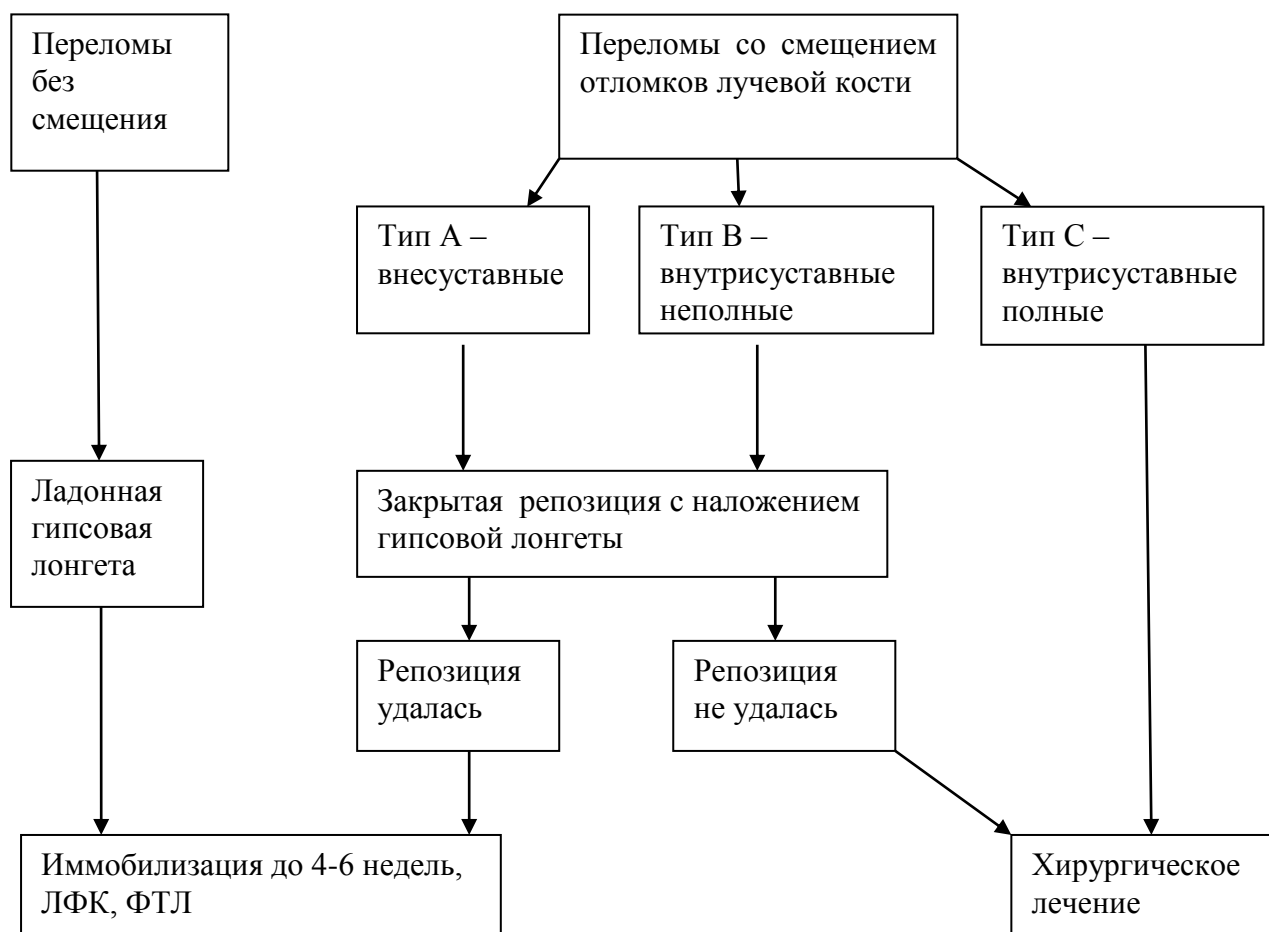 Переломы
без
смещения
Переломы со смещением
отломков лучевой кости
Тип А –
внесуставные
Тип В –
внутрисуставные
неполные
Тип С –
внутрисуставные
полные
Ладонная
гипсовая
лонгета
Закрытая репозиция с наложением
гипсовой лонгеты
Репозиция
удалась
Репозиция
не удалась
Иммобилизация до 4-6 недель,
ЛФК, ФТЛ
Хирургическое
лечение